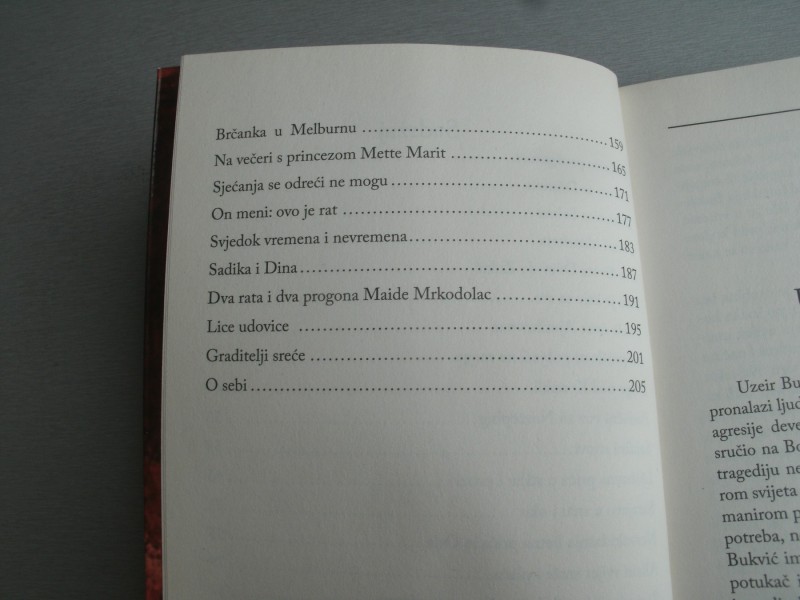 Brčanka u Melburnu ........................................ 159
Na večeri s princezom Mette Marit .......................... 165
Sjećanja se odreći ne mogu ................................. 171
On meni: ovo je rat ........................................ 177
Svjedok vremena i nevremena ................................ 183
Sadika i Dina .............................................. 187
Dva rata i dva progona Maide Mrkodolac ..................... 191
Lice udovice ............................................... 195
Graditelji sreće ........................................... 201
O sebi ..................................................... 205
Uzeir Bu
pronalazi ljud
agresije deve
sručio na Bo
tragediju ne
rom svijeta
manirom p
potreba, n
Bukvić im
potukač i